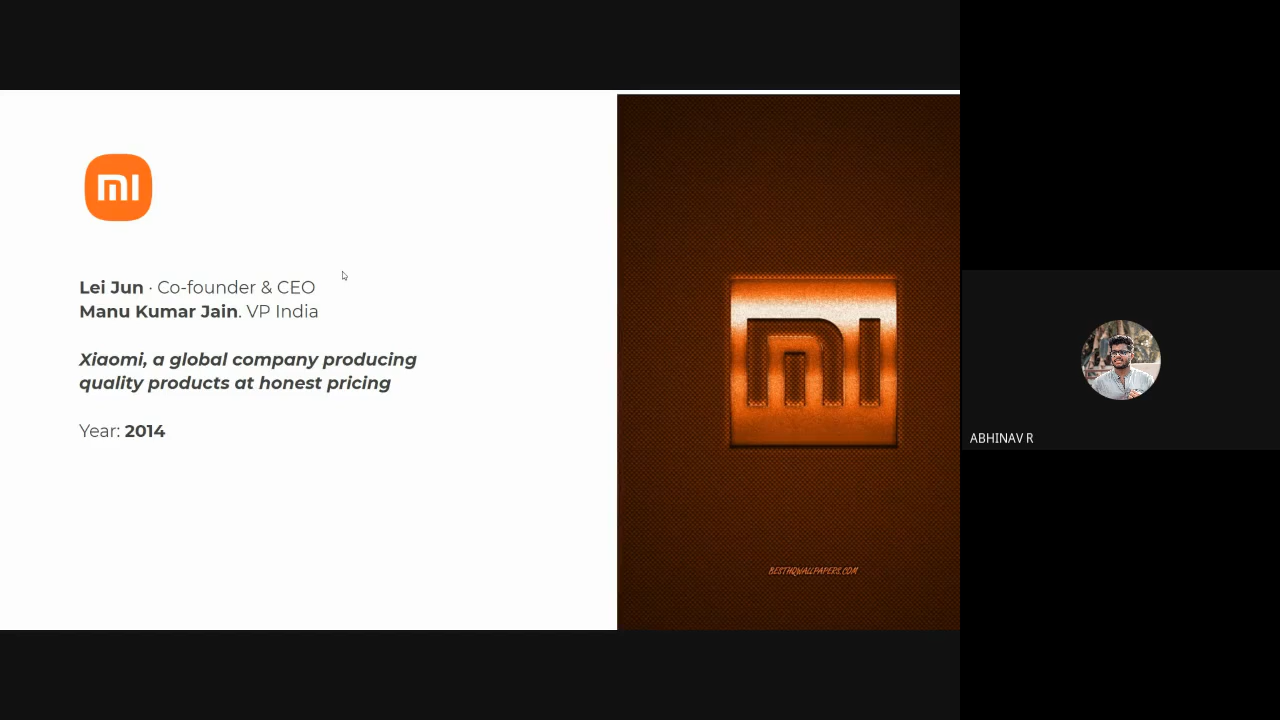 mi
Lei Jun · Co-founder & CEO
Manu Kumar Jain. VP India
Xiaomi, a global company producing
quality products at honest pricing
Year: 2014
mi
BESTHQWALLPAPERS.COM
ABHINAV R